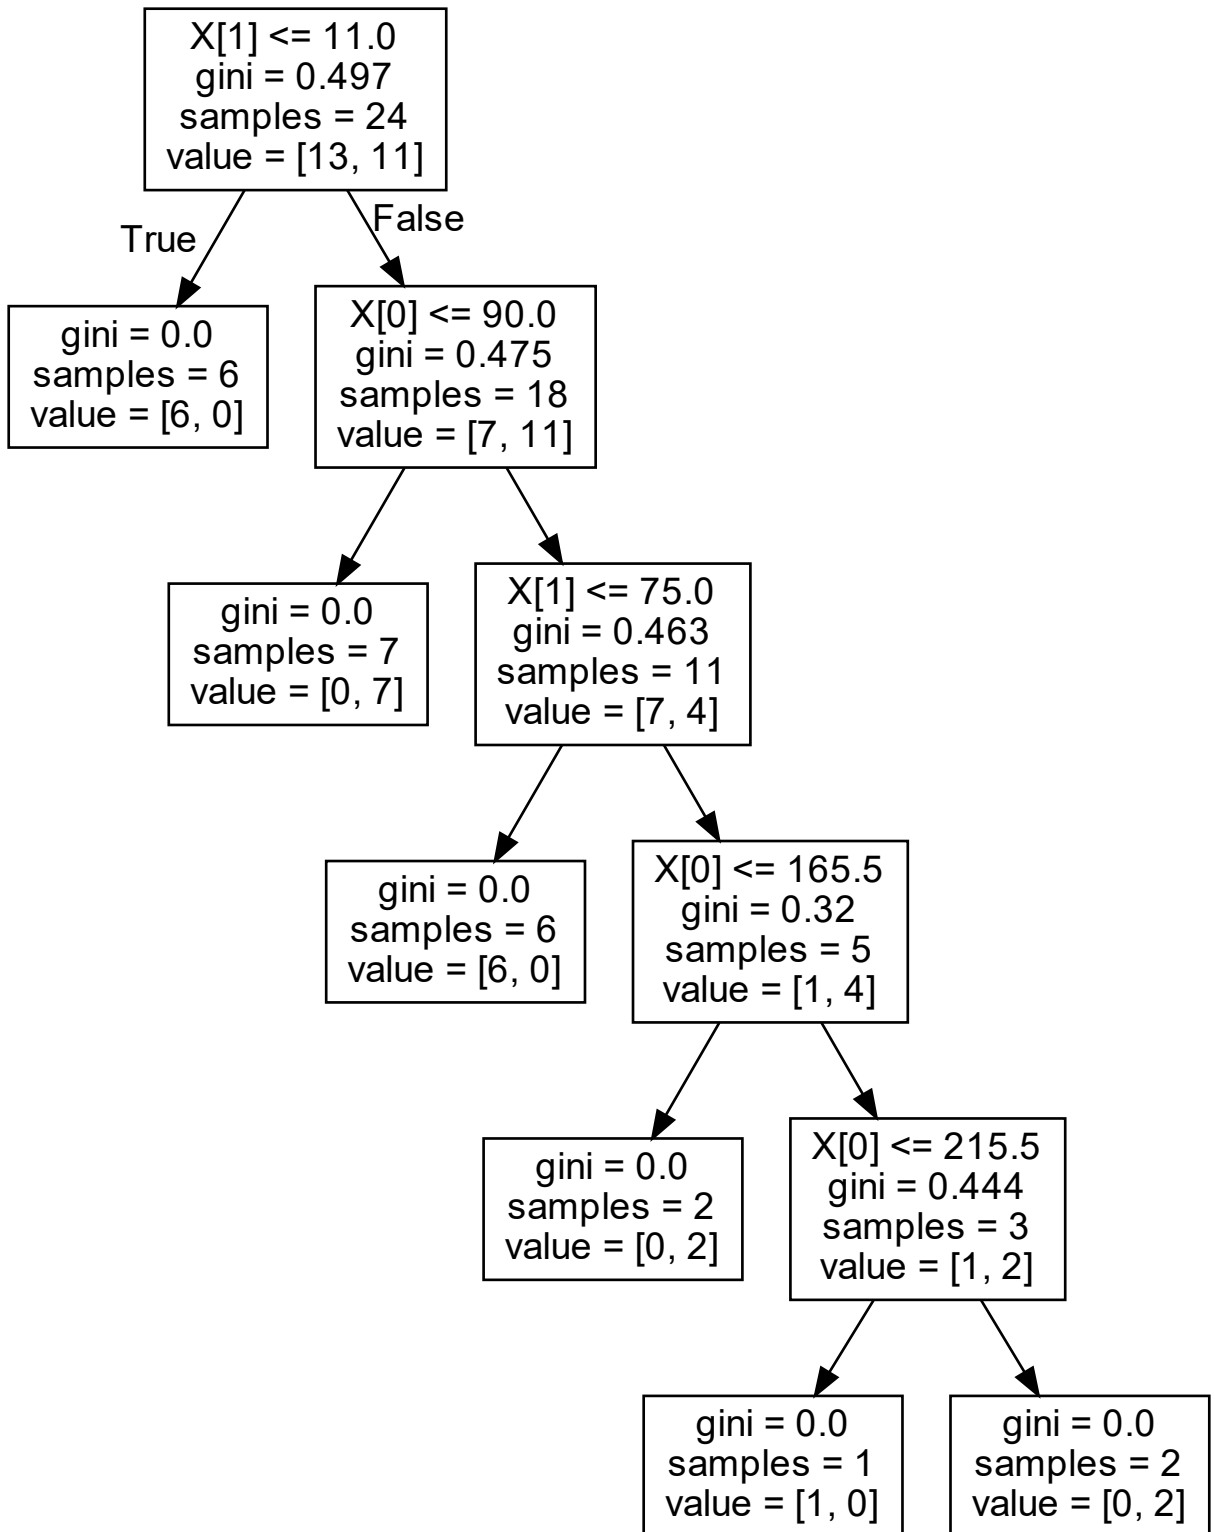 X[1] <= 11.0
gini = 0.497
samples = 24
value = [13, 11]
True
False
gini = 0.0
samples = 6
value = [6, 0]
X[0] <= 90.0
gini = 0.475
samples = 18
value = [7, 11]
gini = 0.0
samples = 7
value = [0, 7]
X[1] <= 75.0
gini = 0.463
samples = 11
value = [7, 4]
gini = 0.0
samples = 6
value = [6, 0]
X[0] <= 165.5
gini = 0.32
samples = 5
value = [1, 4]
gini = 0.0
samples = 2
value = [0, 2]
X[0] <= 215.5
gini = 0.444
samples = 3
value = [1, 2]
gini = 0.0
samples = 1
value = [1, 0]
gini = 0.0
samples = 2
value = [0, 2]